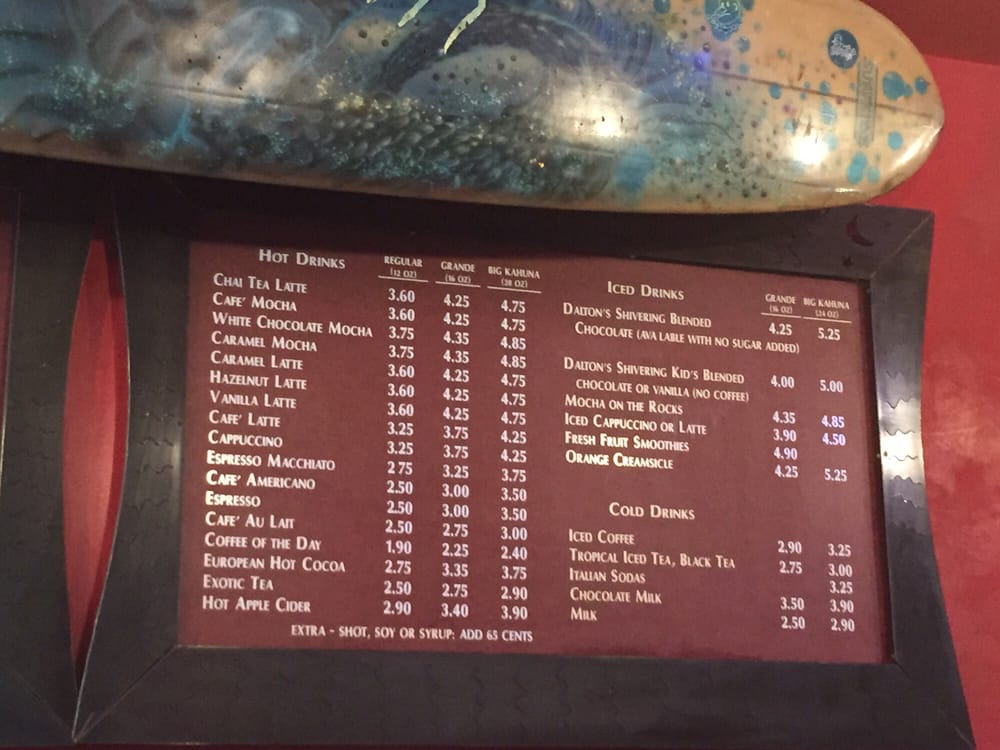 HOT DRINKS REGULAR GRANDE BIG KAHUNA
(12 OZ) (16 OZ) (20 OZ)
CHAI TEA LATTE 3.60 4.25 4.75
CAFE' MOCHA 3.60 4.25 4.75
WHITE CHOCOLATE MOCHA 3.75 4.35 4.85
CARAMEL MOCHA 3.75 4.35 4.85
CARAMEL LATTE 3.60 4.25 4.75
HAZELNUT LATTE 3.60 4.25 4.75
VANILLA LATTE 3.60 4.25 4.75
CAFE' LATTE 3.25 3.75 4.25
CAPPUCCINO 3.25 3.75 4.25
ESPRESSO MACCHIATO 2 75 3.25 3.75
CAFE' AMERICANO 2.50 3.00 3.50
ESPRESSO 2.50 3.00 3.50
CAFE' AU LAIT 2.50 2.75 3.00
COFFEE OF THE DAY 1.90 2.25 2.40
EUROPEAN HOT COCOA 2.75 3.35 3.75
EXOTIC TEA 2.50 2.75 2.90
HOT APPLE CIDER 2.90 3.40 3.90
EXTRA - SHOT, SOY OR SYRUP: ADD 65 CENTS
ICED DRINKS GRANDE BIG KAHUNA
(16 OZ) (24 OZ)
DALTON'S SHIVERING BLENDED 4.25 5.25
CHOCOLATE (AVA LABLE WITH NO SUGAR ADDED)
DALTON'S SHIVERING KID'S BLENDED 4.00 5.00
CHOCOLATE OR VANILLA (NO COFFEE)
MOCHA ON THE ROCKS 4.35 4.85
ICED CAPPUCCINO OR LATTE 3.90 4.50
FRESH FRUIT SMOOTHIES 4.90
ORANGE CREAMSICLE 4.25 5.25
COLD DRINKS
ICED COFFEE 2.90 3.25
TROPICAL ICED TEA, BLACK TEA 2.75 3.00
ITALIAN SODAS 3.25
CHOCOLATE MILK 3.50 3.90
MILK 2.50 2.90